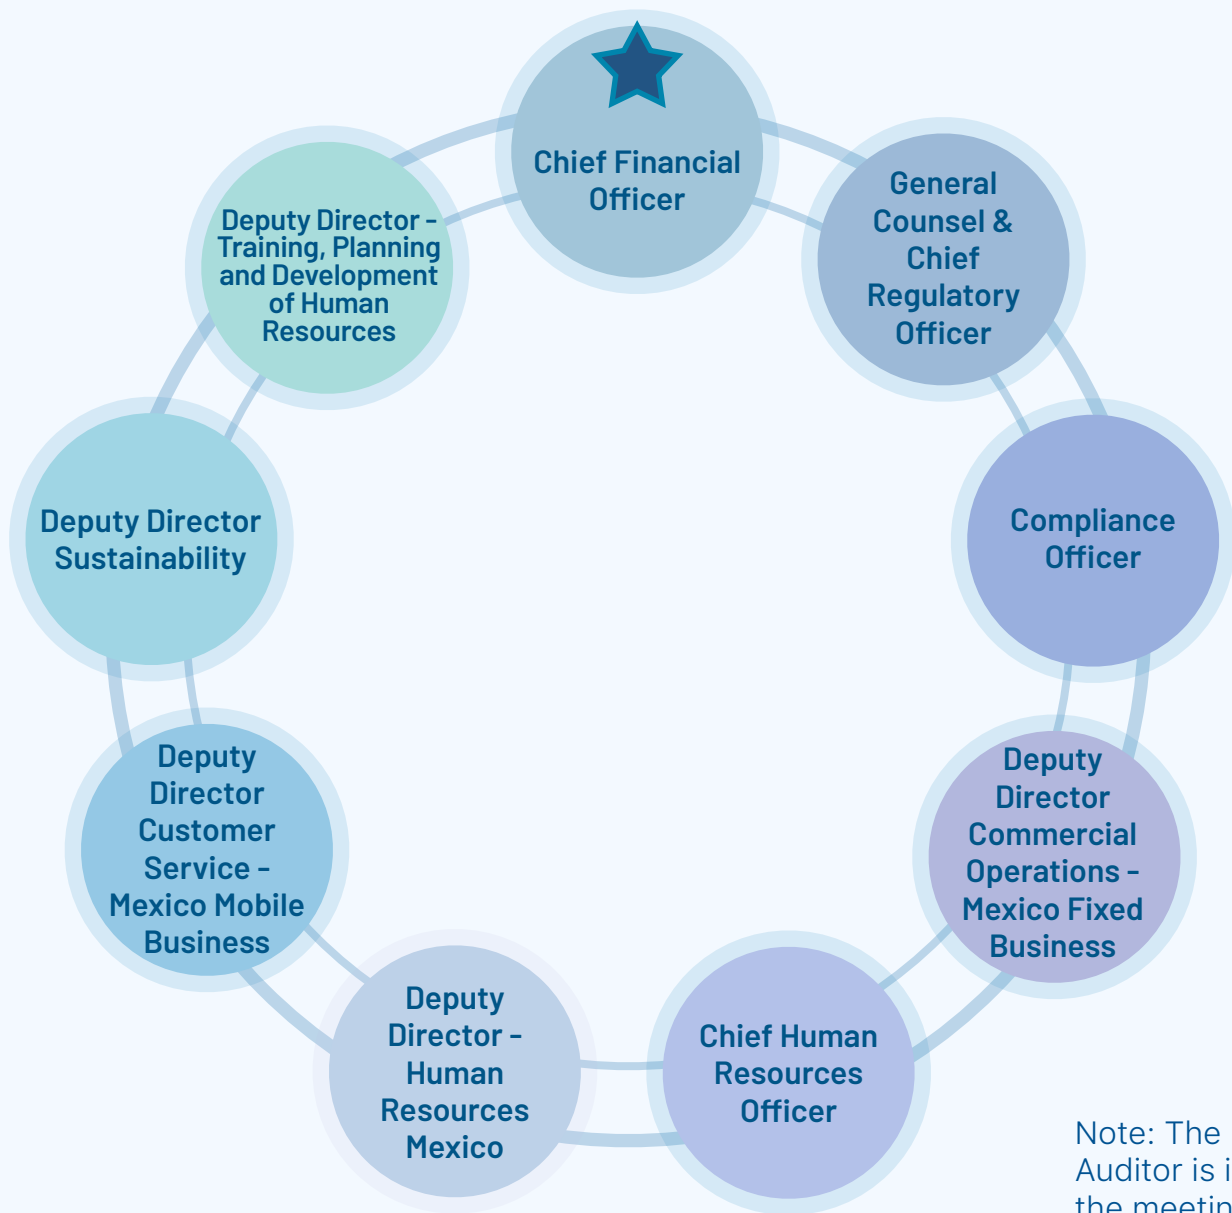 Chief Financial
Officer
General
Counsel &
Chief
Regulatory
Officer
Compliance
Officer
Deputy
Director
Commercial
Operations -
Mexico Fixed
Business
Chief Human
Resources
Officer
Deputy
Director -
Human
Resources
Mexico
Deputy
Director
Customer
Service -
Mexico Mobile
Business
Deputy Director
Sustainability
Deputy Director -
Training, Planning
and Development
of Human
Resources
Note: The
Auditor is
the